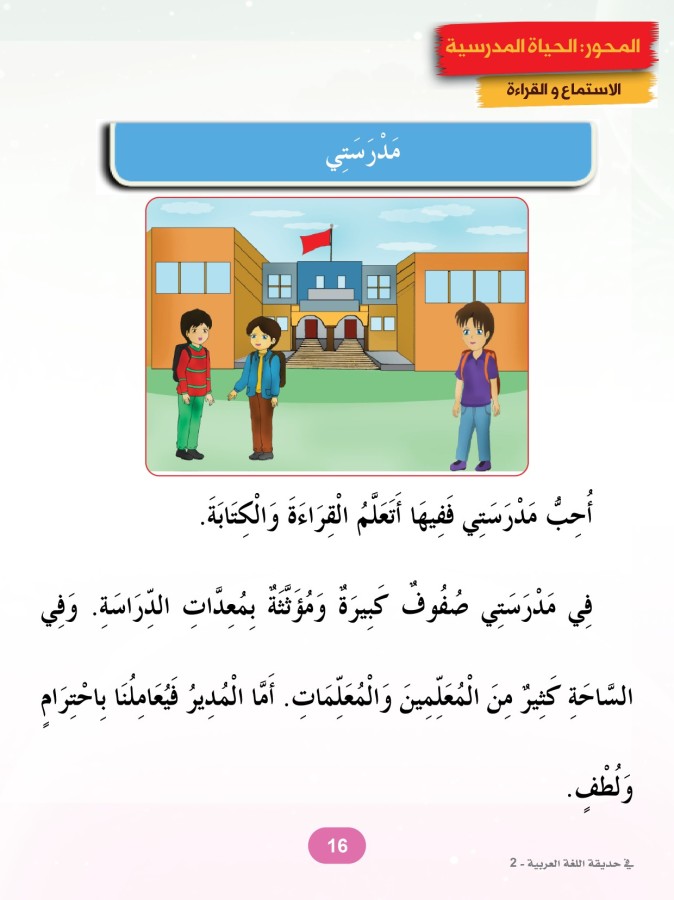 المحور: الحياة المدرسية
الاستماع و القراءة
مَدْرَسَتِي
أُحِبُّ مَدْرَسَتِي فَفِيهَا أَتَعَلَّمُ الْقِرَاءَةَ وَالْكِتَابَةَ.
فِي مَدْرَسَتِي صُفُوفٌ كَبِيرَةٌ وَمُؤَثَّثَةٌ بِمُعِدَّاتِ الدِّرَاسَةِ. وَفِي
السَّاحَةِ كَثِيرٌ مِنَ الْمُعَلِّمِينَ وَالْمُعَلِّمَاتِ. أَمَّا الْمُدِيرُ فَيُعَامِلُنَا بِاحْتِرَامٍ
وَلُطْفٍ.
16
في حديقة اللغة العربية - 2